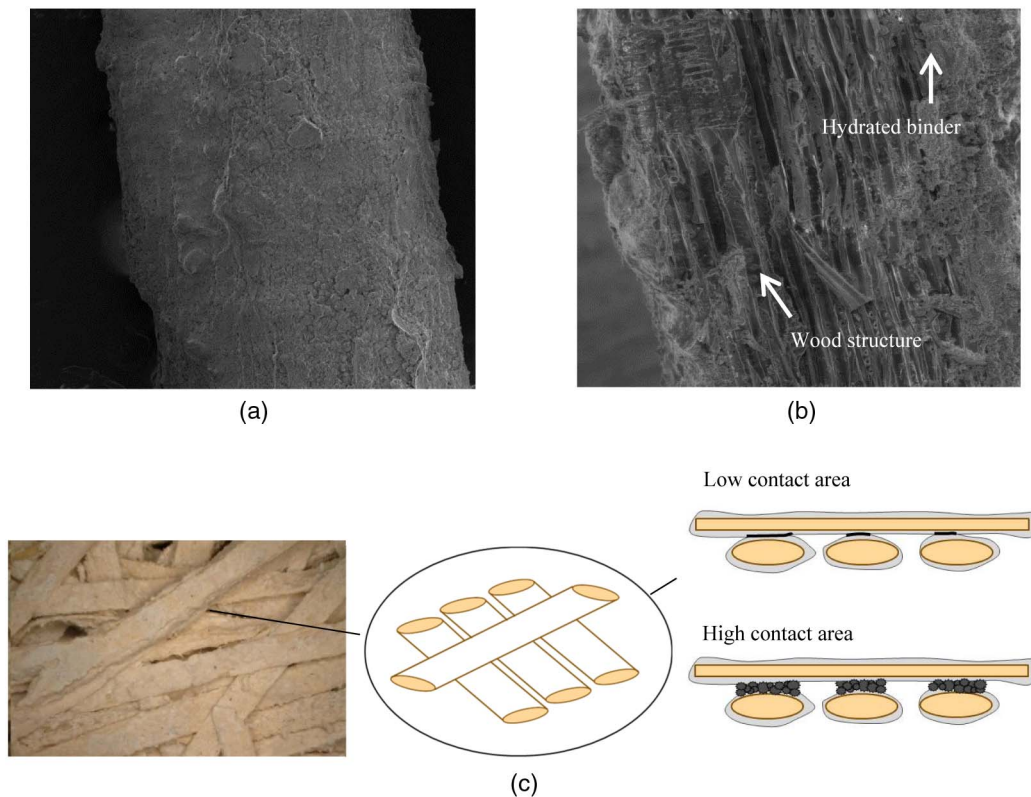 Hydrated binder
Wood structure
(a)
(b)
Low contact area
High contact area
(c)